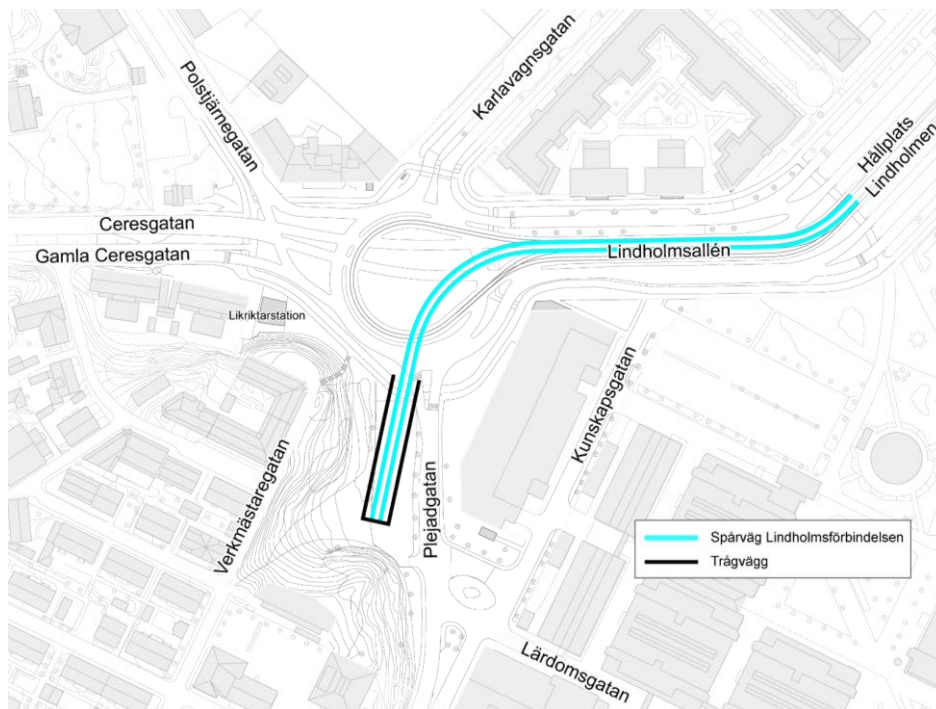 Polstjärnegatan
Karlavagnsgatan
Hållplats
Lindholmen
Ceresgatan
Gamla Ceresgatan
Lindholmsallén
Likriktarstation
Kunskapsgatan
Verkmästaregatan
Plejadgatan
Spårväg Lindholmsförbindelsen
Trågvägg
Lärdomsgatan